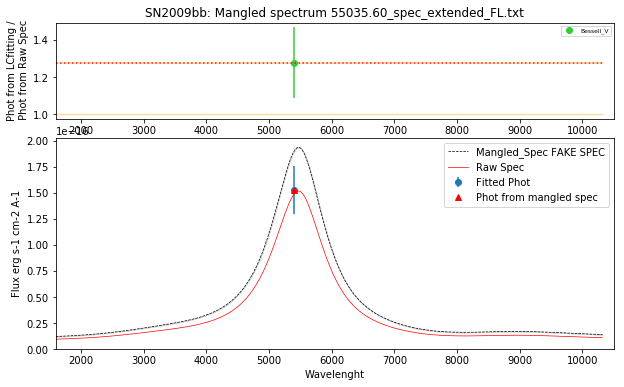 SN2009bb: Mangled spectrum 55035.60_spec_extended_FL.txt
Phot from LCfitting /
Phot from Raw Spec
1.4
1.2
1.0
Bessell_V
2000 3000 4000 5000 6000 7000 8000 9000 10000
1e−16
Flux erg s-1 cm-2 A-1
2.00
1.75
1.50
1.25
1.00
0.75
0.50
0.25
0.00
Mangled_Spec FAKE SPEC
Raw Spec
Fitted Phot
Phot from mangled spec
2000 3000 4000 5000 6000 7000 8000 9000 10000
Wavelenght